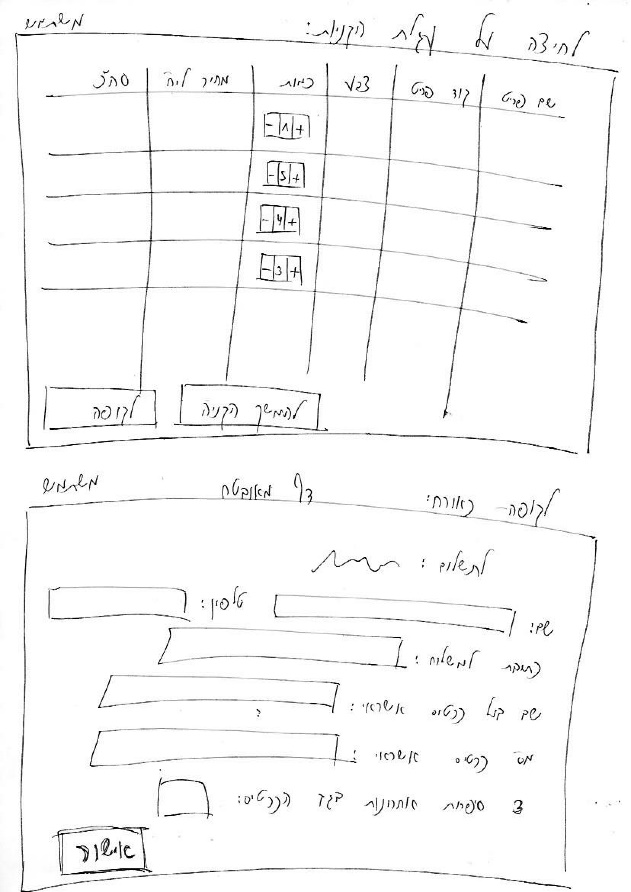 משתמש
לחיצה על עגלת הקניות:
שם פריט קוד פריט צבע כמות מחיר ליח' סה"כ
- 1 +
- 5 +
- 4 +
- 3 +
להמשך הקניה לקופה
משתמש
לקופה - כאורח: דף מאובטח
לתשלום:
שם: טלפון:
כתובת למשלוח:
שם בעל כרטיס אשראי:
?
מס' כרטיס אשראי:
3 ספרות אחרונות בגב הכרטיס:
אישור